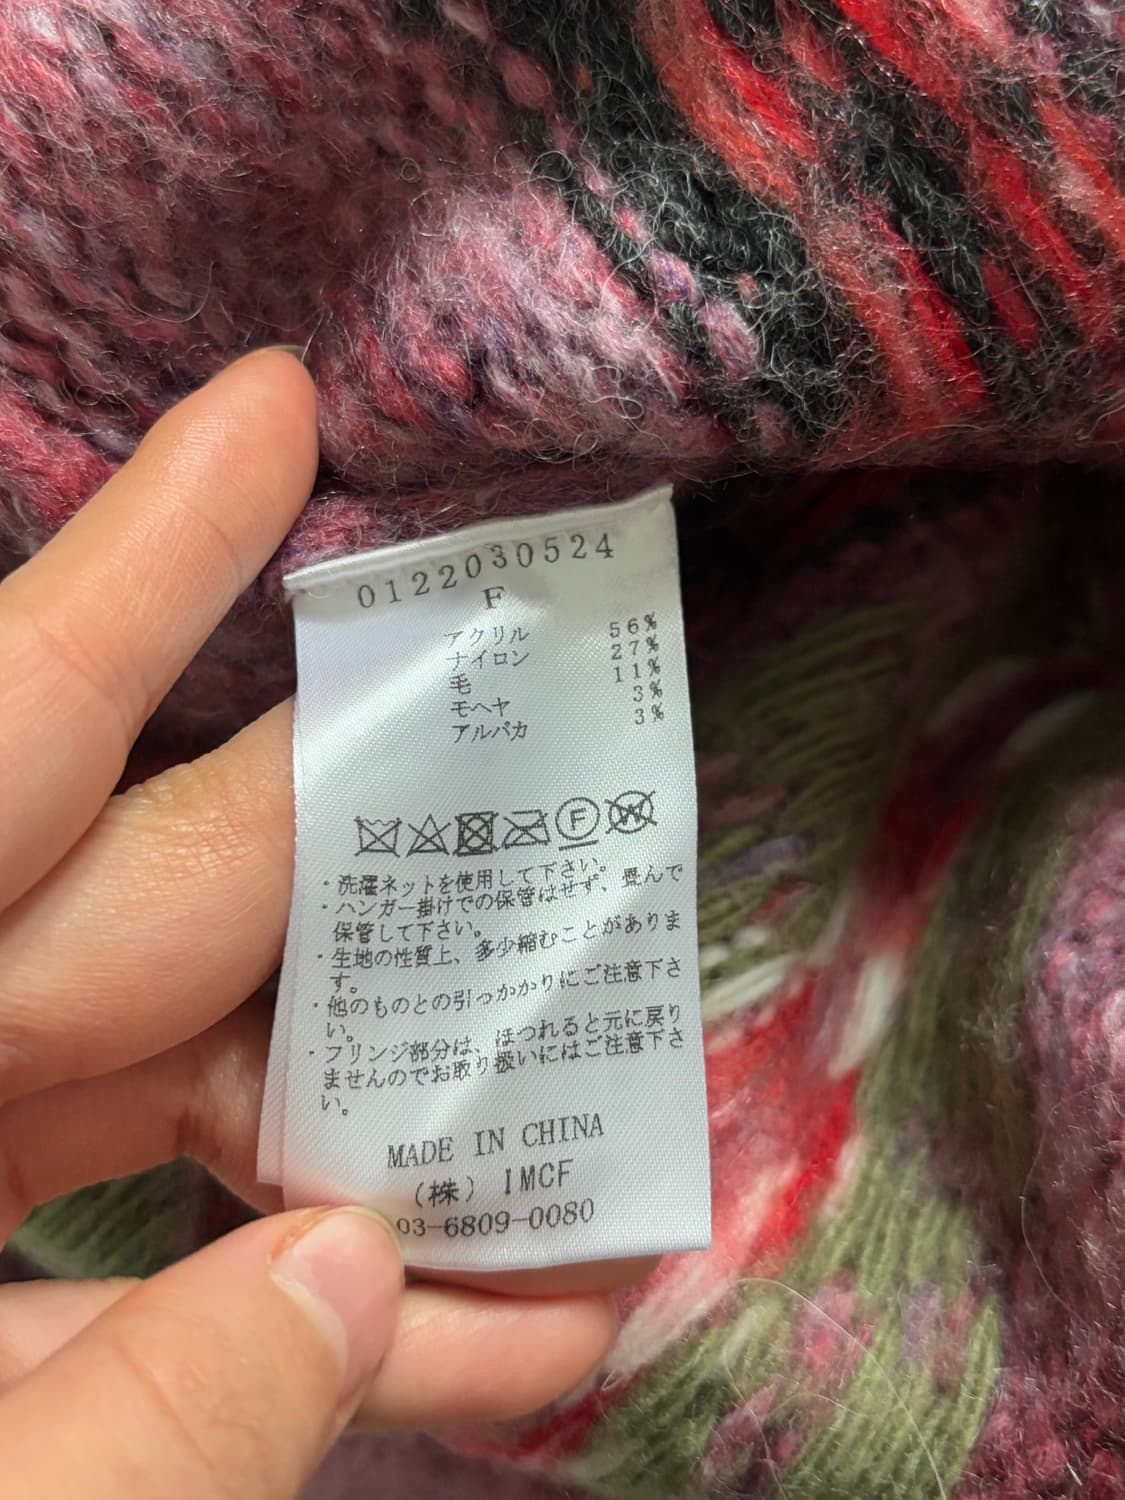 0122030524
F
アクリル 56%
ナイロン 27%
毛 11%
モヘヤ 3%
アルパカ 3%
F W
・洗濯ネットを使用して下さい。
・ハンガー掛けでの保管はせず、畳んで
保管して下さい。
・生地の性質上、多少縮むことがありま
す。
・他のものとの引っかかりにご注意下さ
い。
・フリンジ部分は、ほつれると元に戻り
ませんのでお取り扱いにはご注意下さ
い。
MADE IN CHINA
（株）IMCF
03-6809-0080